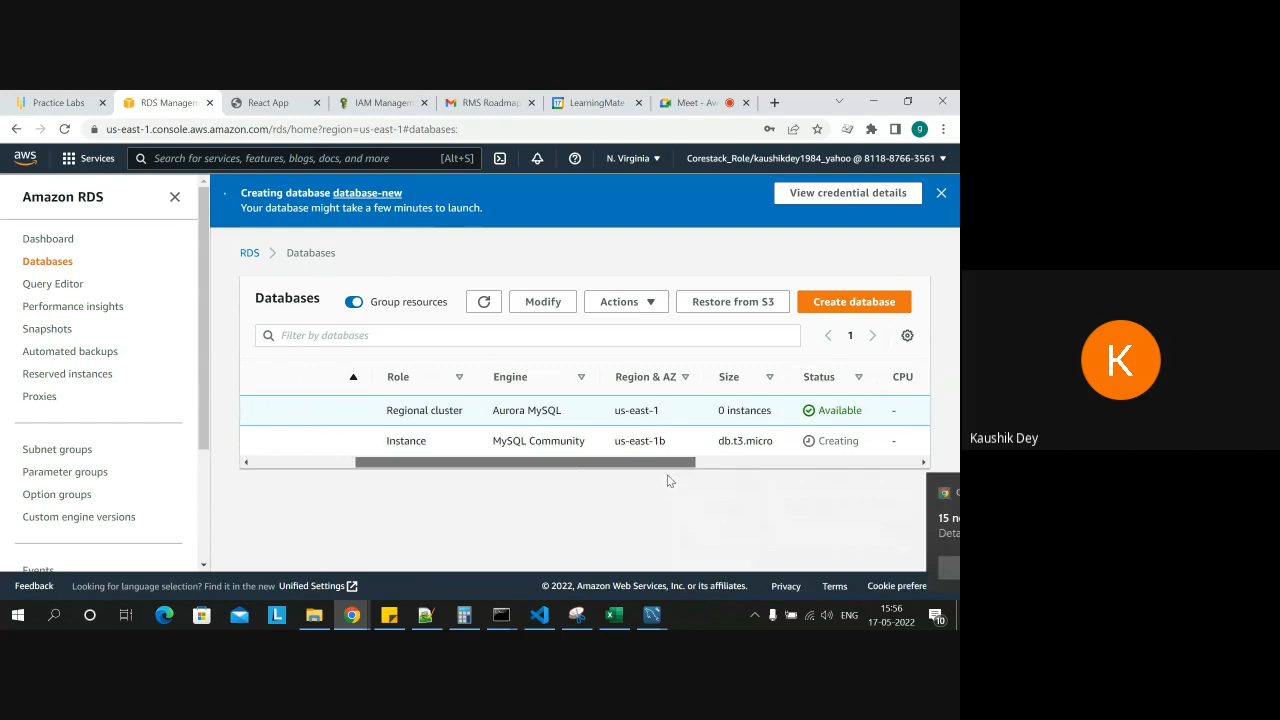 Practice Labs
RDS Managem
React App
IAM Managem
RMS Roadmap
17
LearningMate
Meet - Aw
us-east-1.console.aws.amazon.com/rds/home?region=us-east-1#databases:
g
aws
Services
Search for services, features, blogs, docs, and more
[Alt+S]
N. Virginia
Corestack_Role/kaushikdey1984_yahoo @ 8118-8766-3561
Amazon RDS
Dashboard
Databases
Query Editor
Performance insights
Snapshots
Automated backups
Reserved instances
Proxies
Subnet groups
Parameter groups
Option groups
Custom engine versions
Events
Creating database database-new
Your database might take a few minutes to launch.
View credential details
RDS
Databases
Databases
Group resources
Modify
Actions
Restore from S3
Create database
Filter by databases
1
Role Engine Region & AZ Size Status CPU
Regional cluster Aurora MySQL us-east-1 0 instances Available -
Instance MySQL Community us-east-1b db.t3.micro Creating -
Feedback
Looking for language selection? Find it in the new Unified Settings
© 2022, Amazon Web Services, Inc. or its affiliates.
Privacy
Terms
Cookie prefere
L
ENG
15:56
17-05-2022
10
K
Kaushik Dey